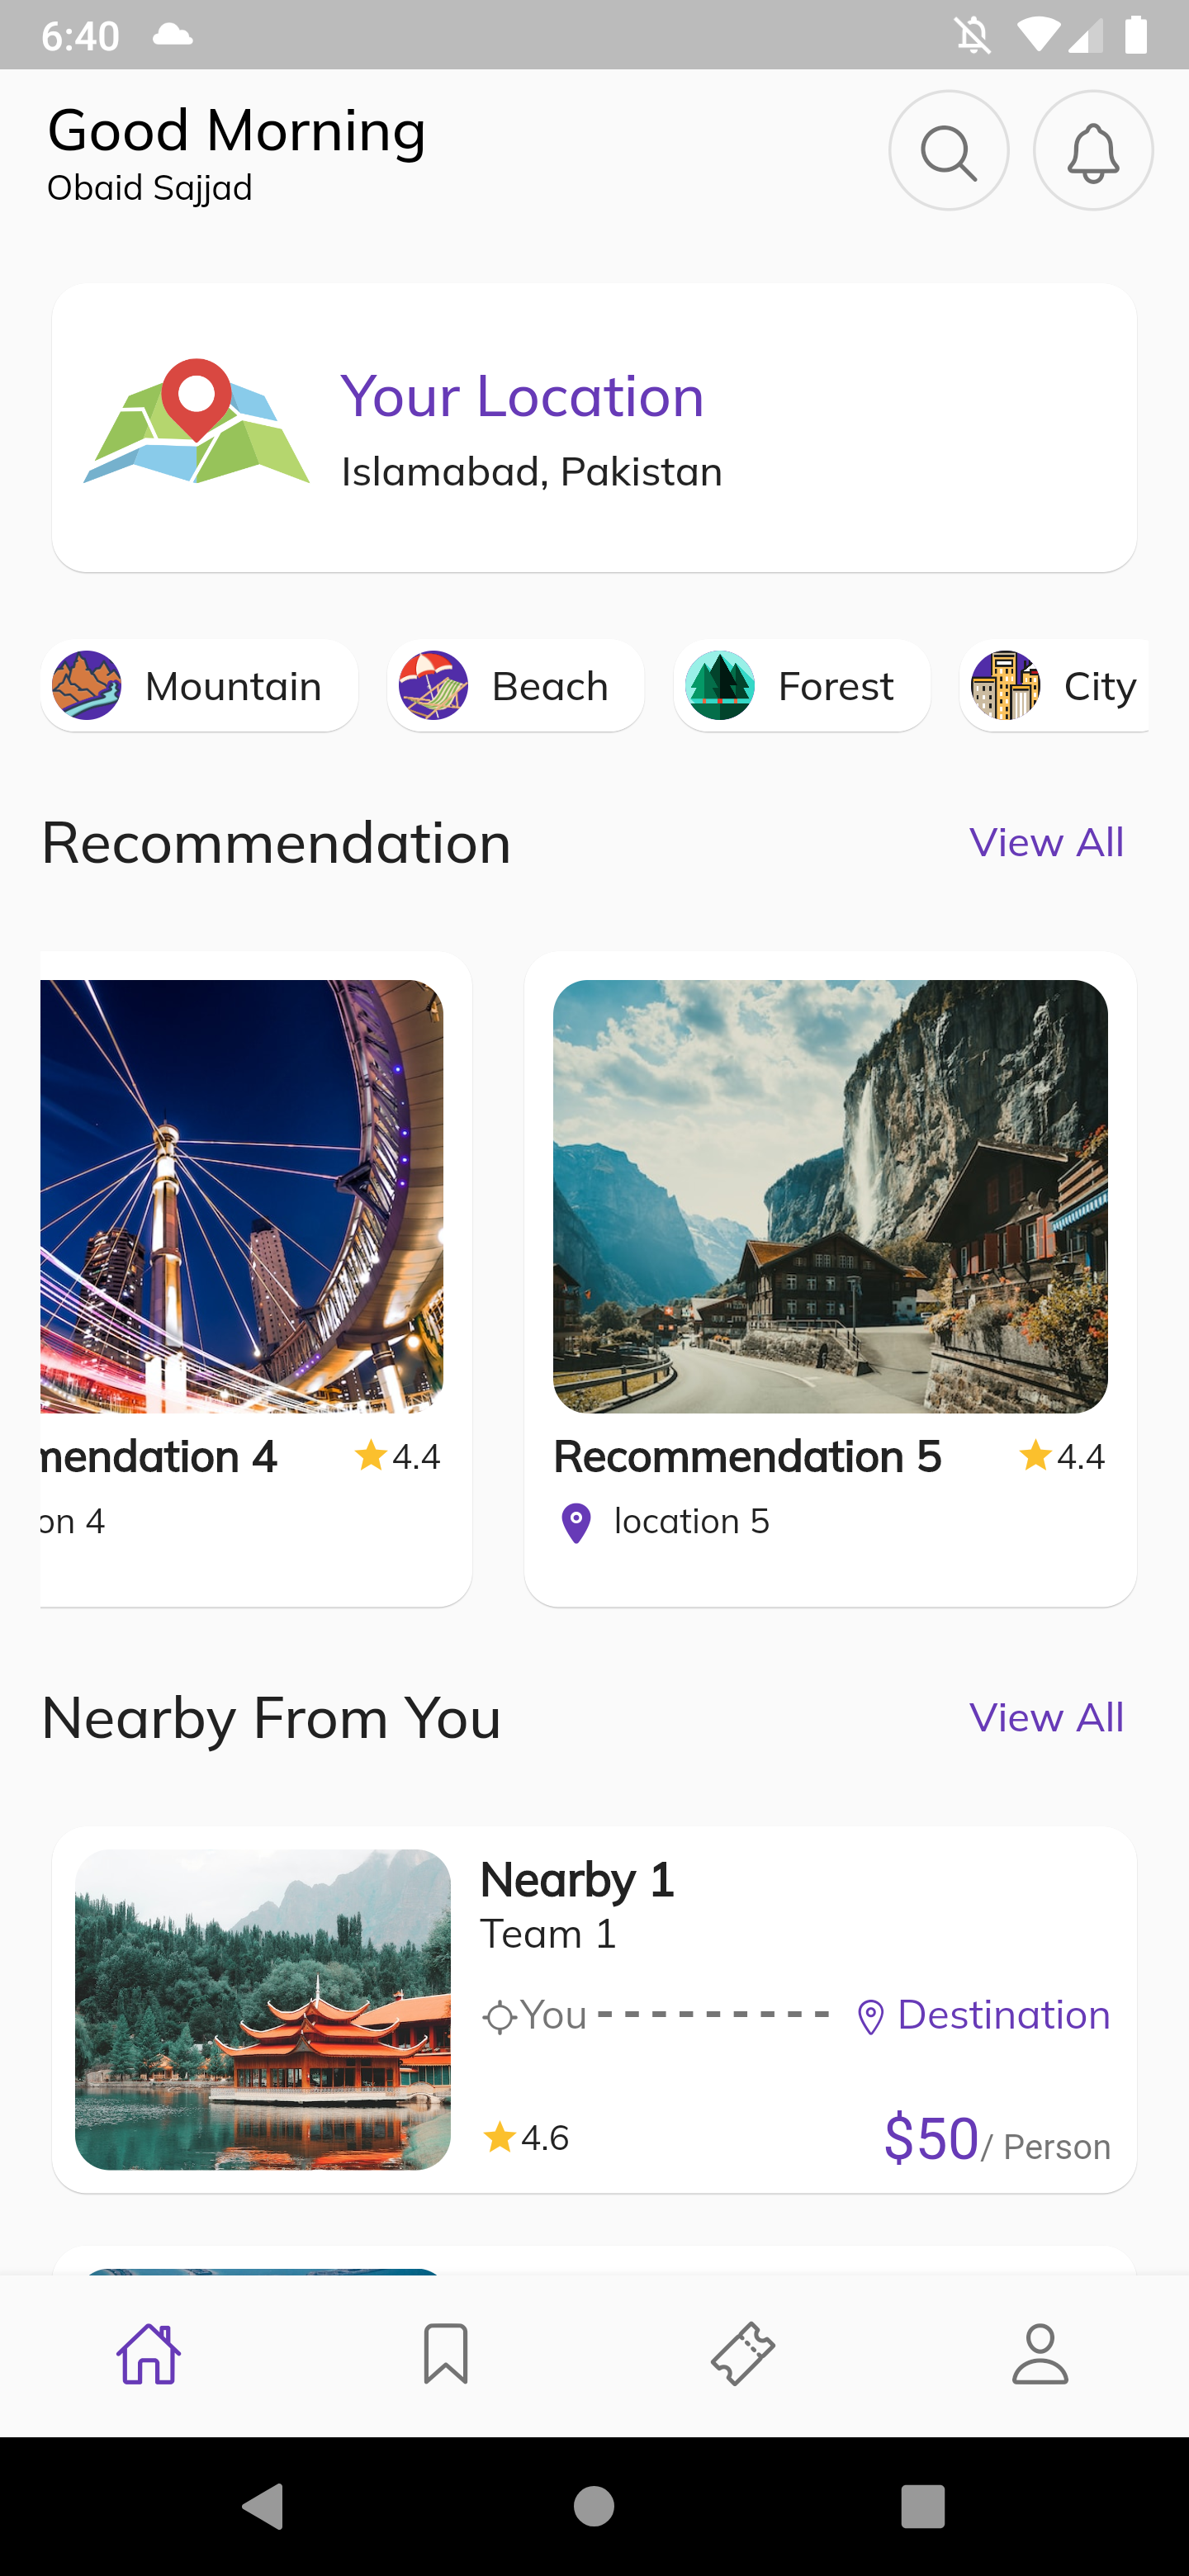 6:40
Good Morning
Obaid Sajjad
Your Location
Islamabad, Pakistan
Mountain
Beach
Forest
City
Recommendation
View All
mendation 4
4.4
on 4
Recommendation 5
4.4
location 5
Nearby From You
View All
Nearby 1
Team 1
You
Destination
4.6
$50/ Person